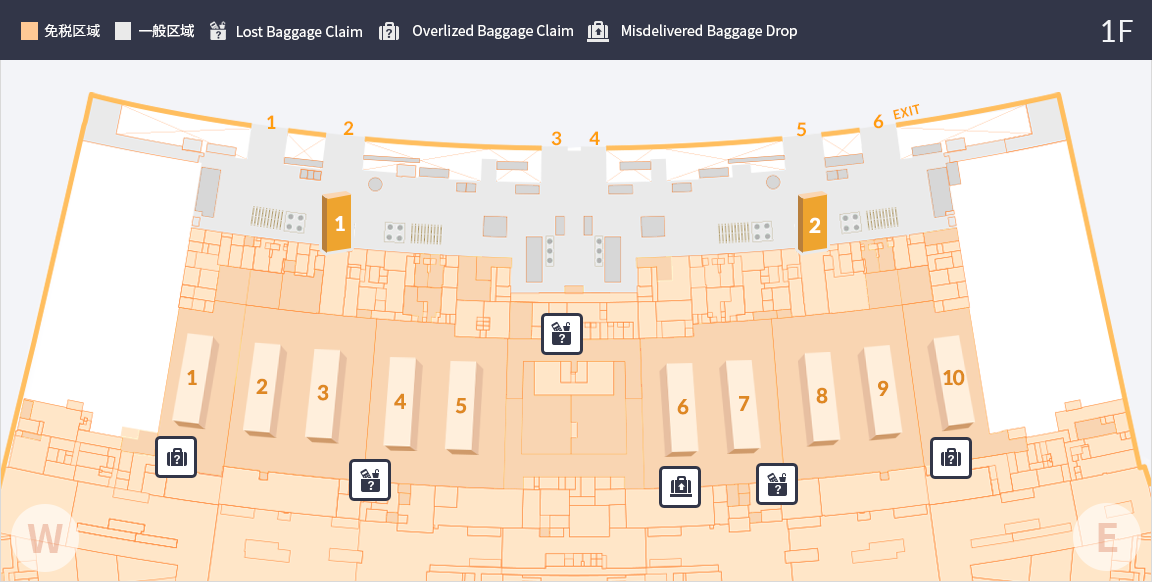 免税区域 一般区域 Lost Baggage Claim Overlized Baggage Claim Misdelivered Baggage Drop 1F
1 2 3 4 5 6 EXIT
1 2
?
1 2 3 4 5 6 7 8 9 10
? ? ? ?
W E